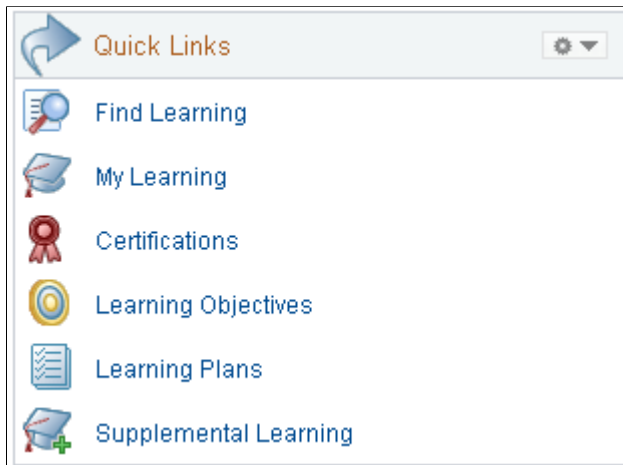 Quick Links
Find Learning
My Learning
Certifications
Learning Objectives
Learning Plans
Supplemental Learning